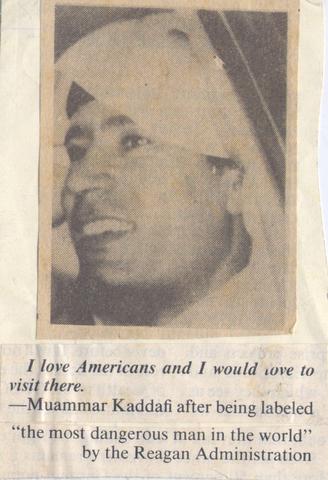 I love Americans and I would love to
visit there.
—Muammar Kaddafi after being labeled
"the most dangerous man in the world"
by the Reagan Administration